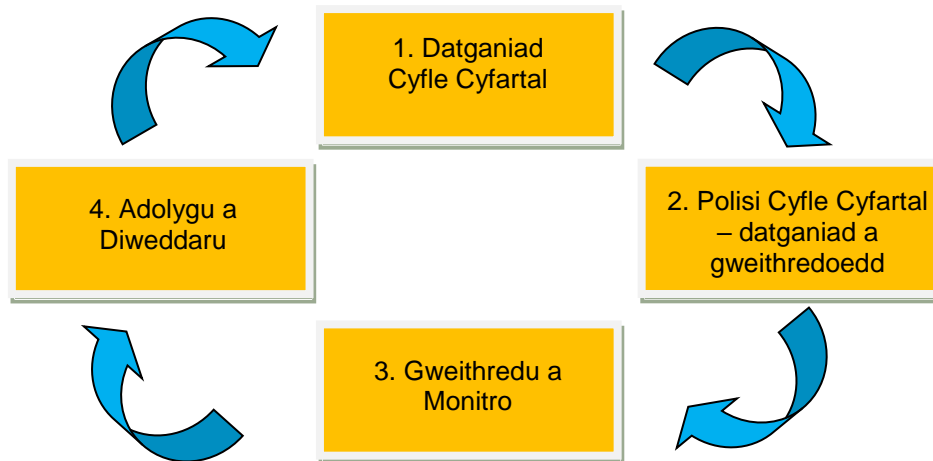 1. Datganiad
Cyfle Cyfartal
2. Polisi Cyfle Cyfartal
– datganiad a
gweithredoedd
3. Gweithredu a
Monitro
4. Adolygu a
Diweddaru